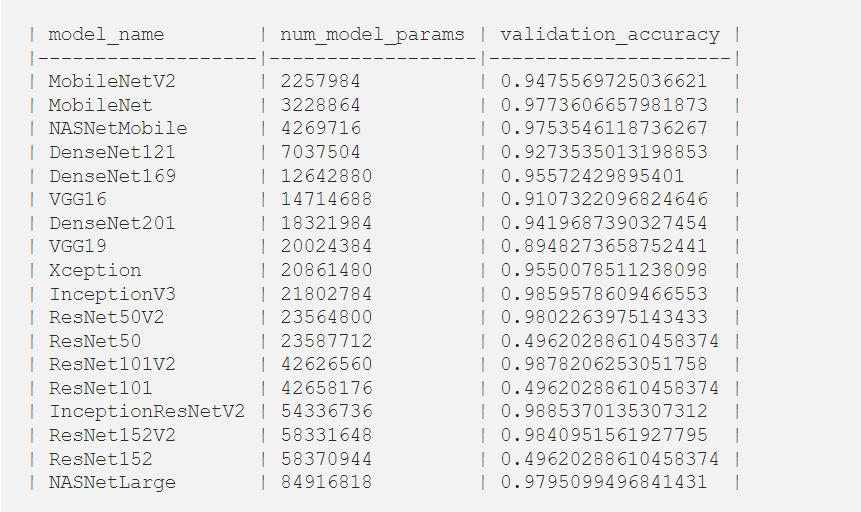 | model_name | num_model_params | validation_accuracy |
|--------------------|------------------|---------------------|
| MobileNetV2 | 2257984 | 0.9475569725036621 |
| MobileNet | 3228864 | 0.9773606657981873 |
| NASNetMobile | 4269716 | 0.9753546118736267 |
| DenseNet121 | 7037504 | 0.9273535013198853 |
| DenseNet169 | 12642880 | 0.95572429895401 |
| VGG16 | 14714688 | 0.9107322096824646 |
| DenseNet201 | 18321984 | 0.9419687390327454 |
| VGG19 | 20024384 | 0.8948273658752441 |
| Xception | 20861480 | 0.9550078511238098 |
| InceptionV3 | 21802784 | 0.9859578609466553 |
| ResNet50V2 | 23564800 | 0.9802263975143433 |
| ResNet50 | 23587712 | 0.49620288610458374 |
| ResNet101V2 | 42626560 | 0.9878206253051758 |
| ResNet101 | 42658176 | 0.49620288610458374 |
| InceptionResNetV2 | 54336736 | 0.9885370135307312 |
| ResNet152V2 | 58331648 | 0.9840951561927795 |
| ResNet152 | 58370944 | 0.49620288610458374 |
| NASNetLarge | 84916818 | 0.9795099496841431 |